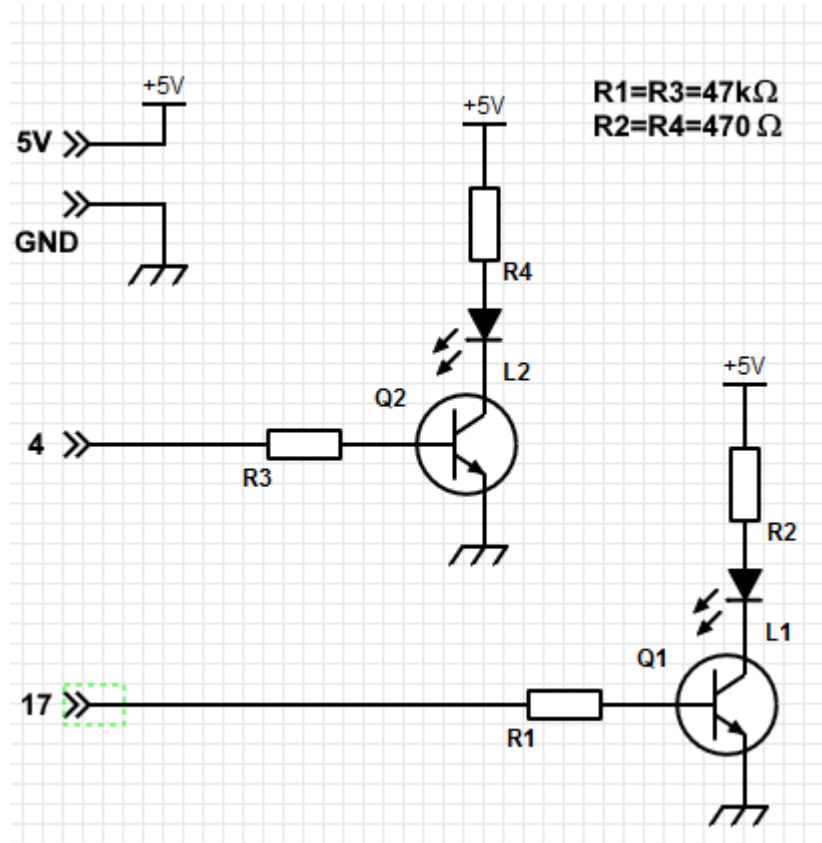 +5V
5V
GND
+5V
R1=R3=47kΩ
R2=R4=470 Ω
R4
L2
Q2
4
R3
+5V
R2
L1
Q1
17
R1